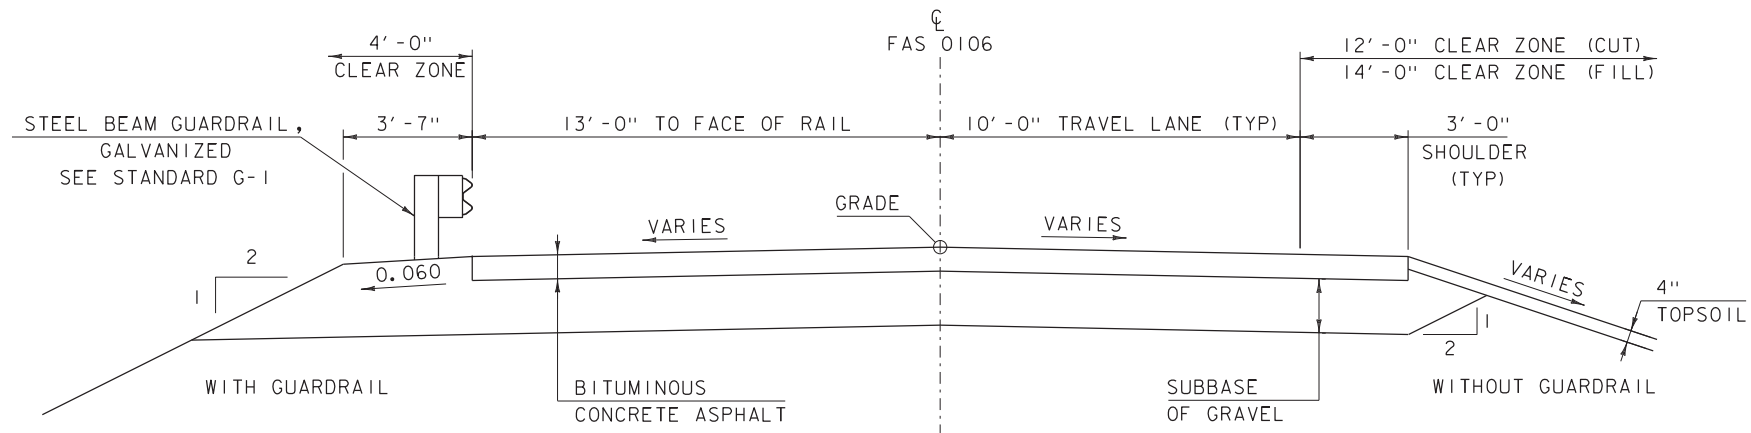 ℄
FAS 0106
4'-0"
CLEAR ZONE
12'-0" CLEAR ZONE (CUT)
14'-0" CLEAR ZONE (FILL)
STEEL BEAM GUARDRAIL,
GALVANIZED
SEE STANDARD G-1
3'-7"
13'-0" TO FACE OF RAIL
10'-0" TRAVEL LANE (TYP)
3'-0"
SHOULDER
(TYP)
GRADE
VARIES
VARIES
2
1
0.060
VARIES
4"
TOPSOIL
1
2
WITH GUARDRAIL
BITUMINOUS
CONCRETE ASPHALT
SUBBASE
OF GRAVEL
WITHOUT GUARDRAIL